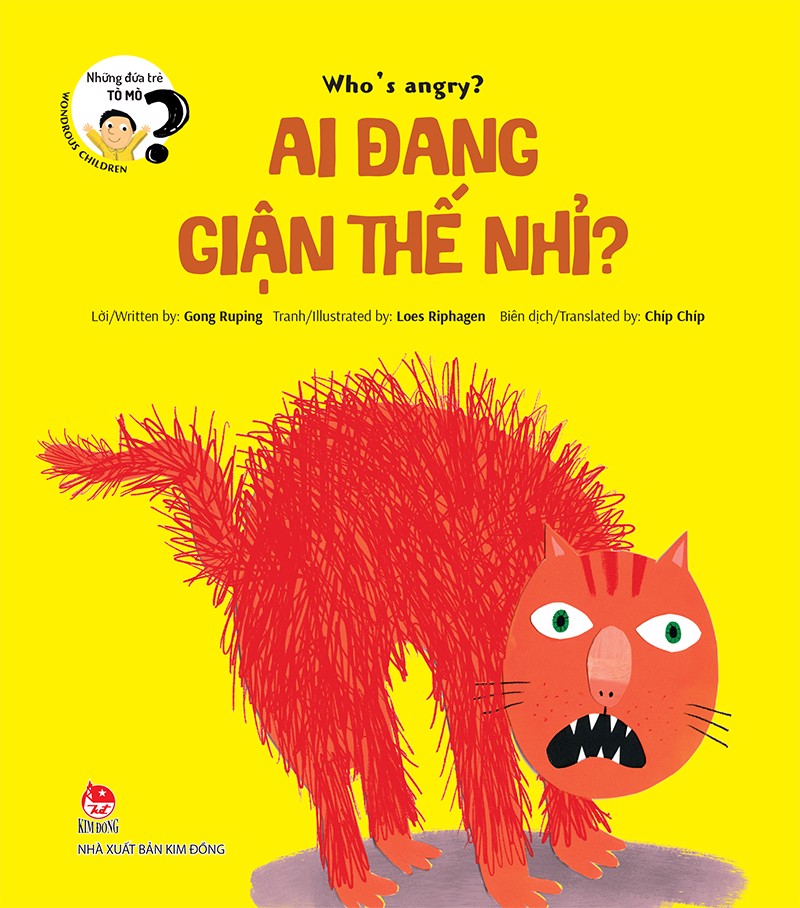 Những đứa trẻ
TÒ MÒ
?
WONDROUS CHILDREN
Who's angry?
AI ĐANG
GIẬN THẾ NHỈ?
Lời/Written by: Gong Ruping Tranh/Illustrated by: Loes Riphagen Biên dịch/Translated by: Chíp Chíp
kđ
KIM ĐỒNG
NHÀ XUẤT BẢN KIM ĐỒNG